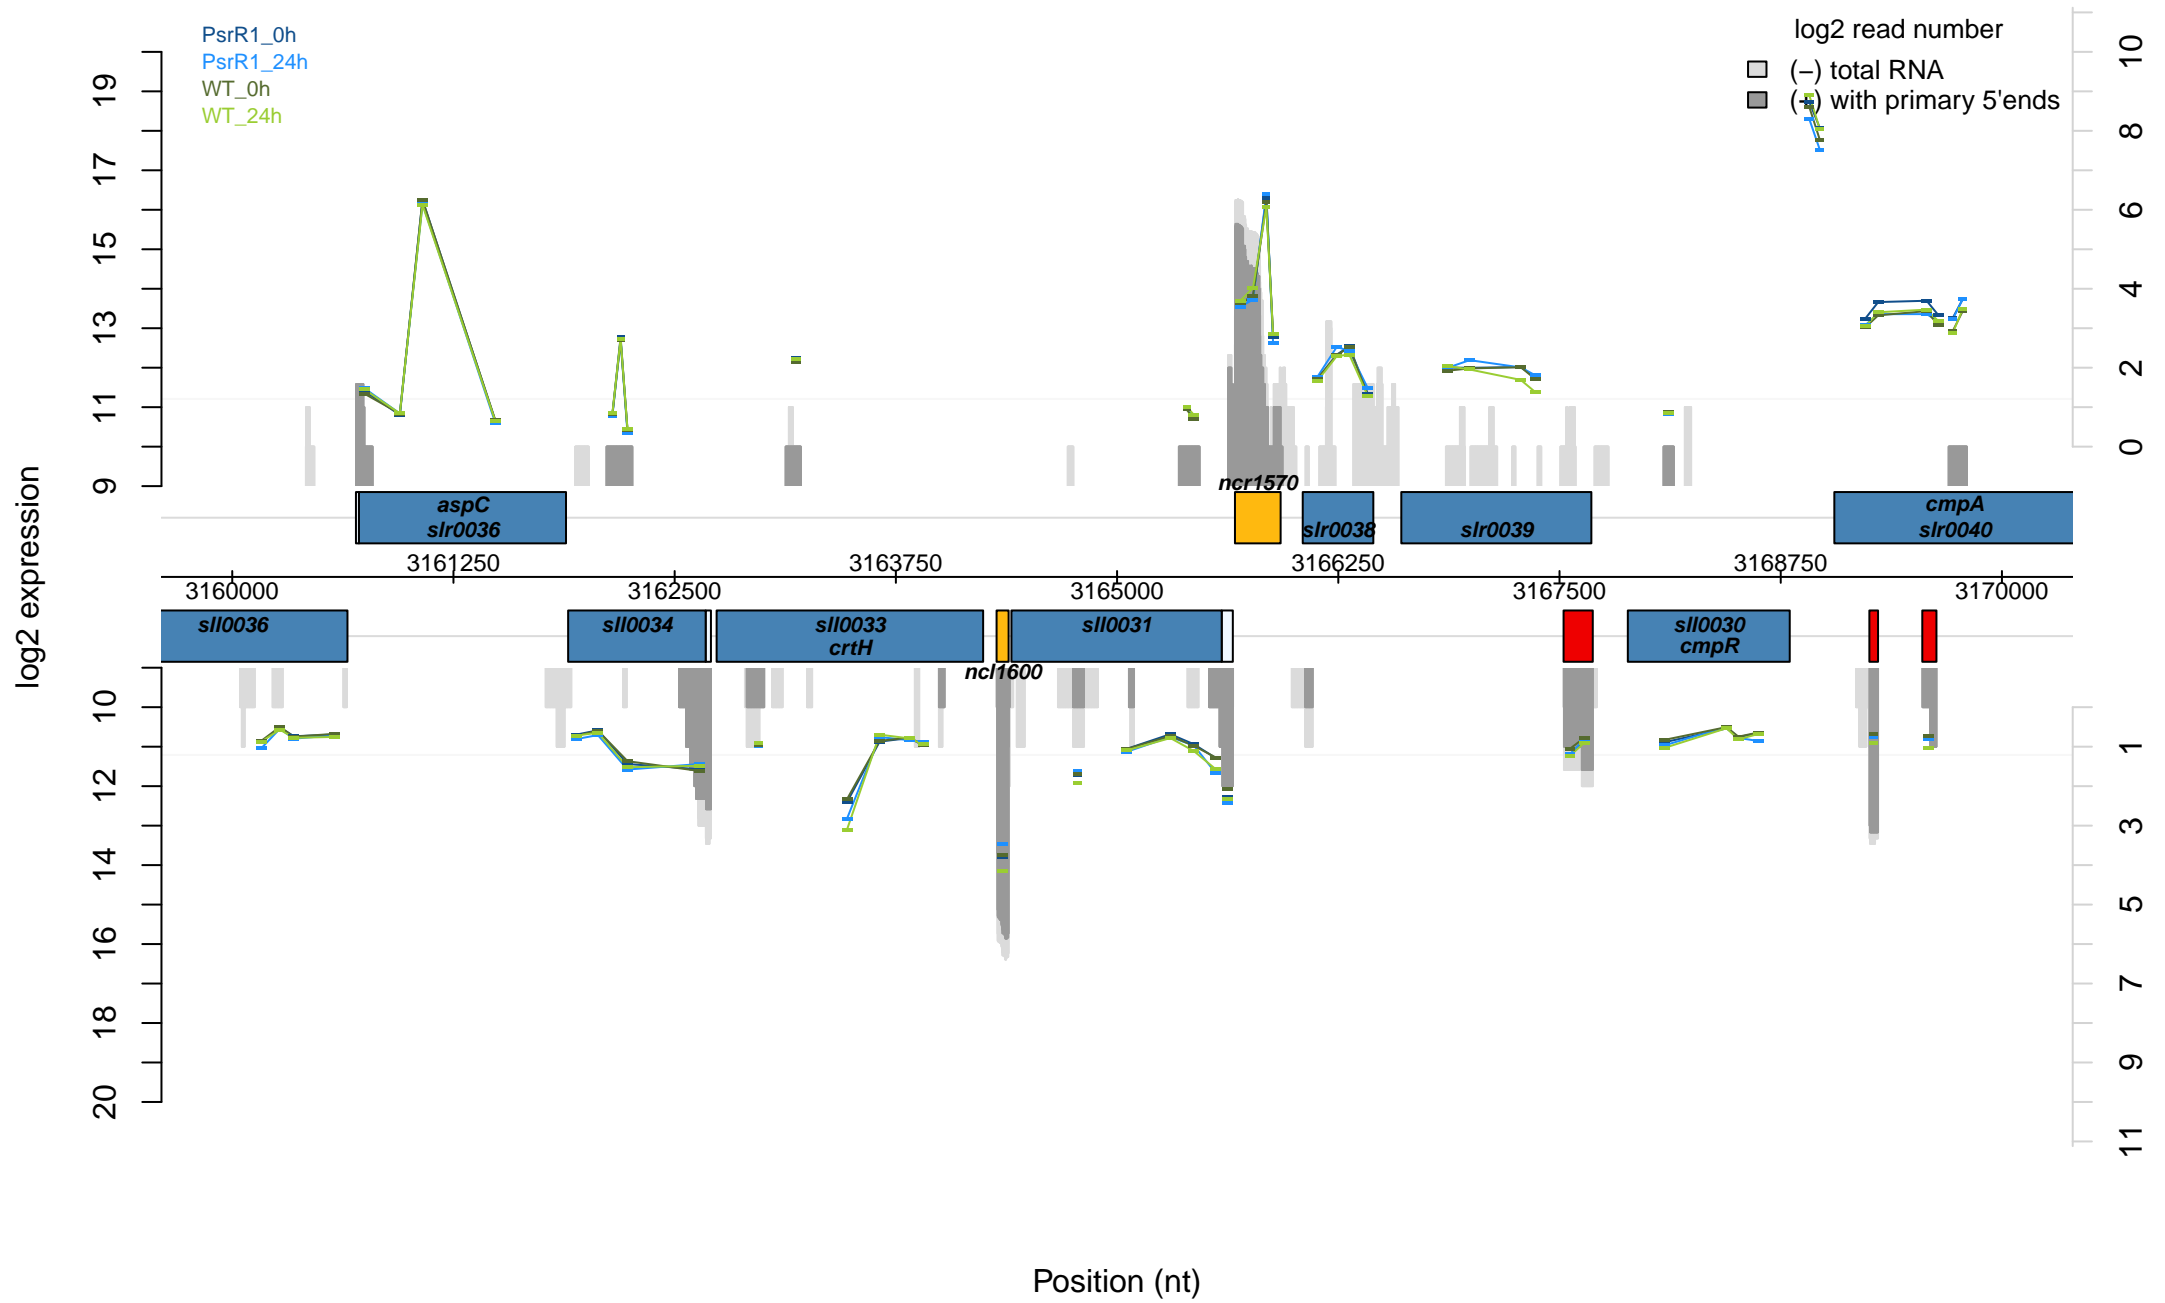 PsrR1_0h
PsrR1_24h
WT_0h
WT_24h
log2 read number
(−) total RNA
(+) with primary 5'ends
19
17
15
13
11
9
10
8
6
4
2
0
log2 expression
ncr1570
aspC
slr0036
slr0038
slr0039
cmpA
slr0040
3161250
3163750
3166250
3168750
3160000
3162500
3165000
3167500
3170000
sll0036
sll0034
sll0033
crtH
sll0031
sll0030
cmpR
ncl1600
10
12
14
16
18
20
1
3
5
7
9
11
Position (nt)